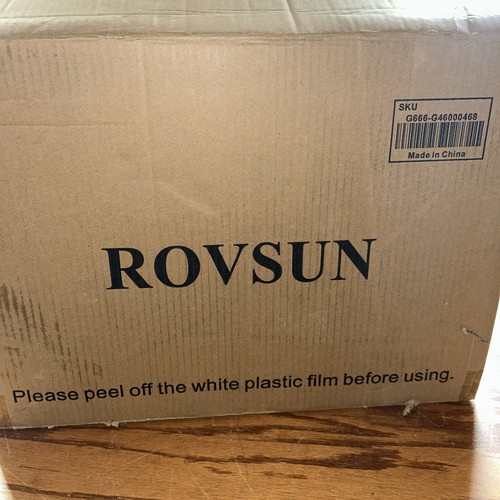 SKU
G666-G46000468
Made in China
ROVSUN
Please peel off the white plastic film before using.